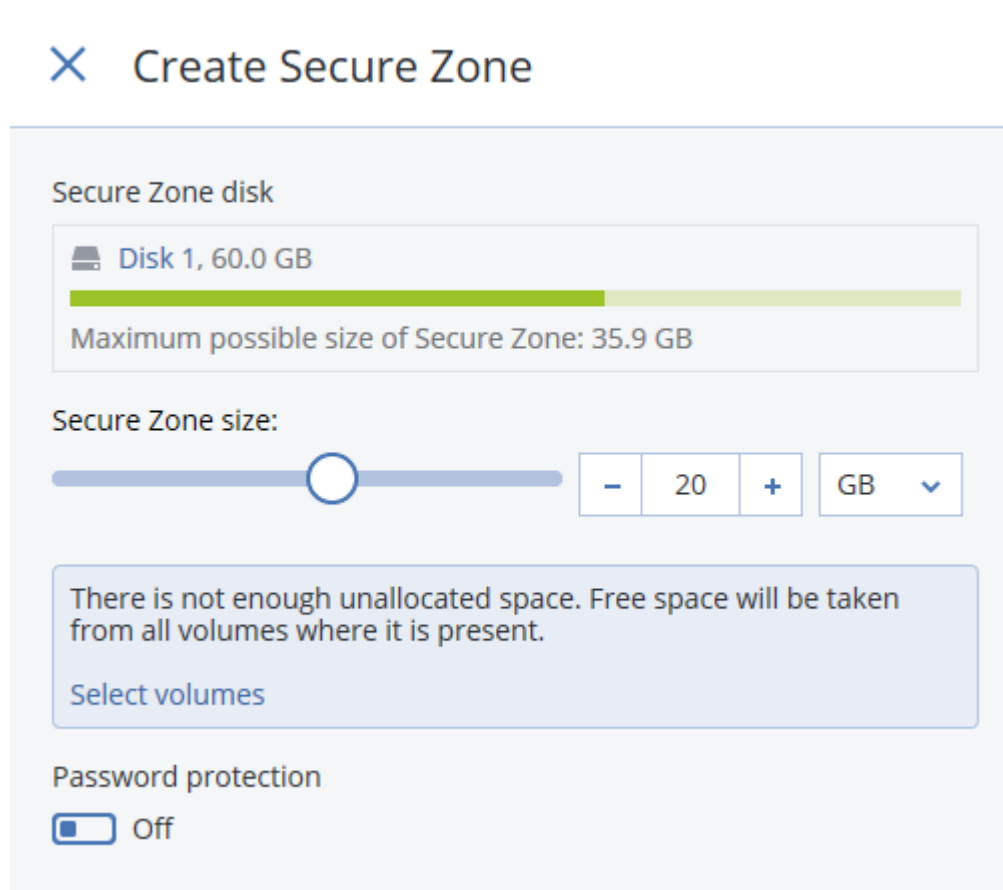 Create Secure Zone
Secure Zone disk
Disk 1, 60.0 GB
Maximum possible size of Secure Zone: 35.9 GB
Secure Zone size:
– 20 + GB
There is not enough unallocated space. Free space will be taken
from all volumes where it is present.
Select volumes
Password protection
Off